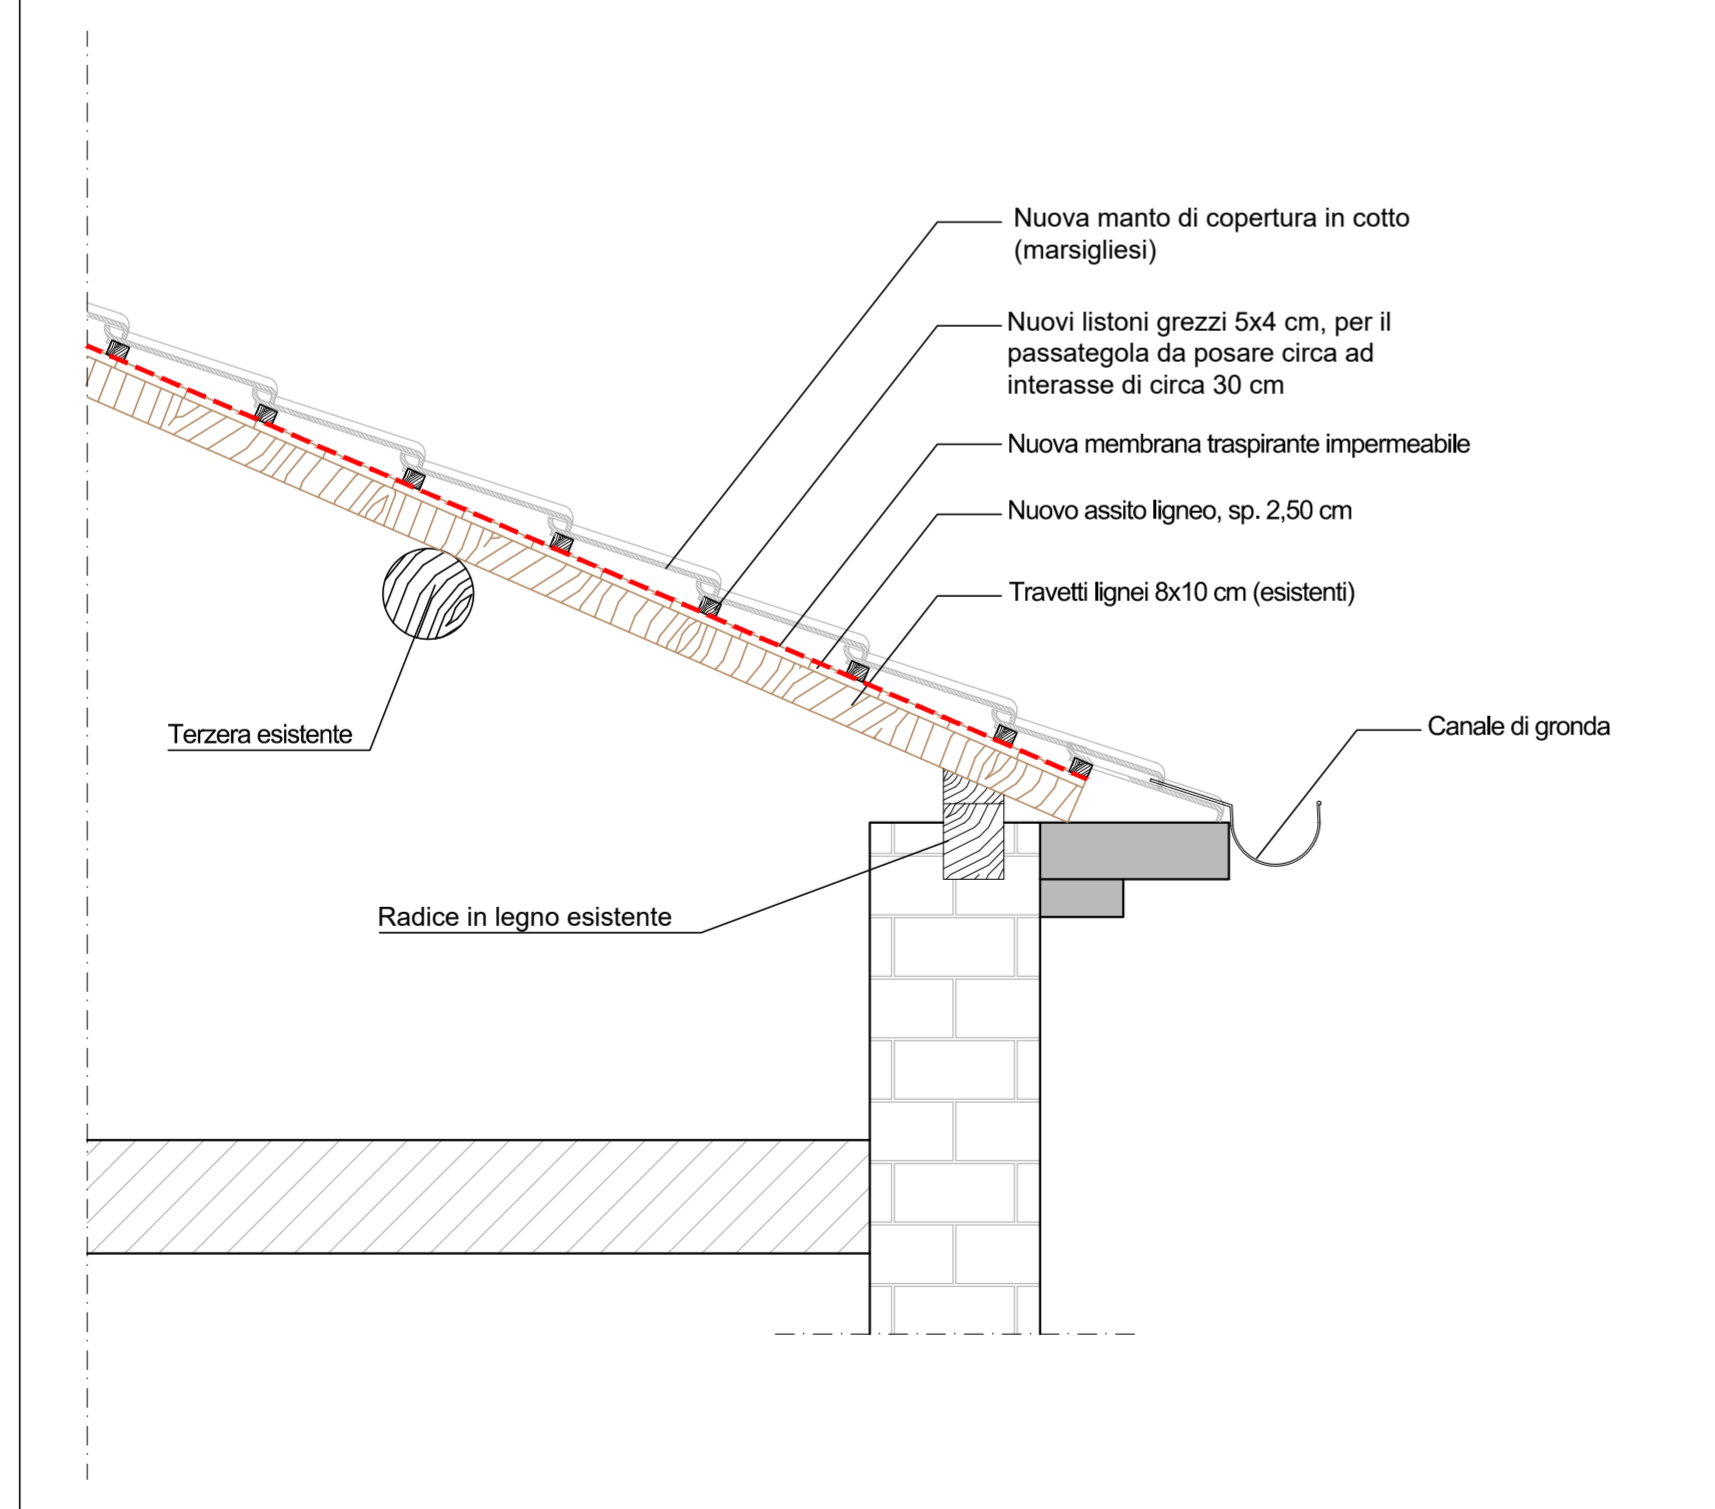 Nuova manto di copertura in cotto
(marsigliesi)
Nuovi listoni grezzi 5x4 cm, per il
passategola da posare circa ad
interasse di circa 30 cm
Nuova membrana traspirante impermeabile
Nuovo assito ligneo, sp. 2,50 cm
Travetti lignei 8x10 cm (esistenti)
Terzera esistente
Canale di gronda
Radice in legno esistente